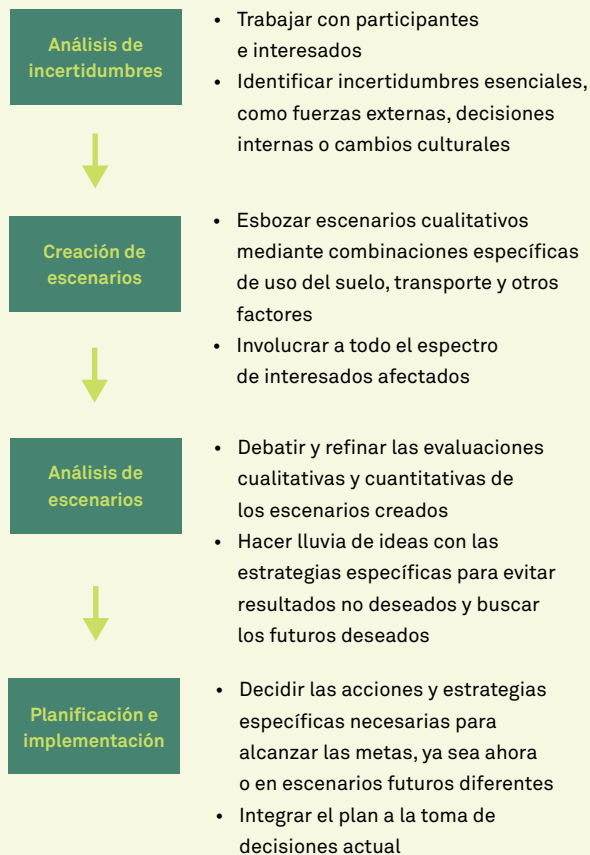 Análisis de
incertidumbres
• Trabajar con participantes
e interesados
• Identificar incertidumbres esenciales,
como fuerzas externas, decisiones
internas o cambios culturales
Creación de
escenarios
• Esbozar escenarios cualitativos
mediante combinaciones específicas
de uso del suelo, transporte y otros
factores
• Involucrar a todo el espectro
de interesados afectados
Análisis de
escenarios
• Debatir y refinar las evaluaciones
cualitativas y cuantitativas de
los escenarios creados
• Hacer lluvia de ideas con las
estrategias específicas para evitar
resultados no deseados y buscar
los futuros deseados
Planificación e
implementación
• Decidir las acciones y estrategias
específicas necesarias para
alcanzar las metas, ya sea ahora
o en escenarios futuros diferentes
• Integrar el plan a la toma de
decisiones actual